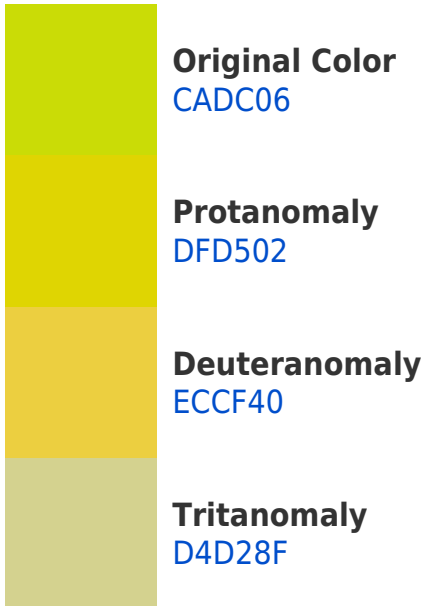 Original Color
CADC06
Protanomaly
DFD502
Deuteranomaly
ECCF40
Tritanomaly
D4D28F